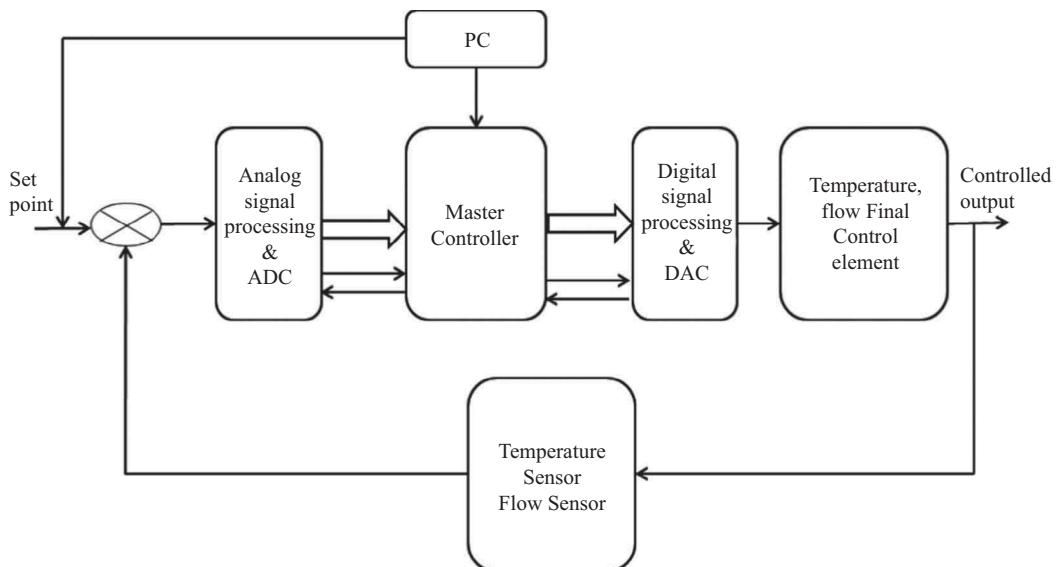 PC
Set
point
Analog
signal
processing
&
ADC
Master
Controller
Digital
signal
processing
&
DAC
Temperature,
flow Final
Control
element
Controlled
output
Temperature
Sensor
Flow Sensor